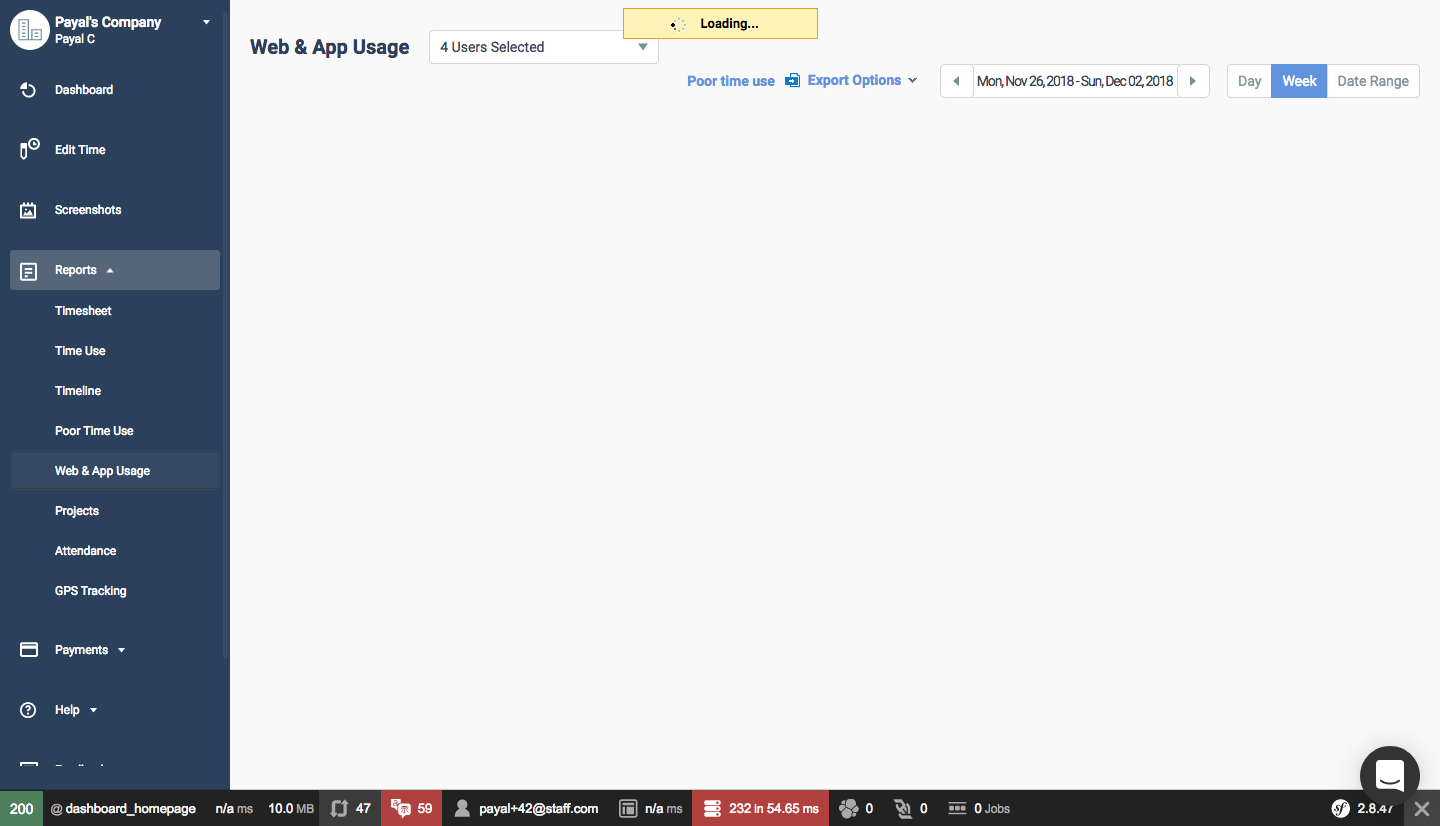 Payal's Company
Payal C
Dashboard
Edit Time
Screenshots
Reports
Timesheet
Time Use
Timeline
Poor Time Use
Web & App Usage
Projects
Attendance
GPS Tracking
Payments
Help
Loading...
Web & App Usage
4 Users Selected
Poor time use
Export Options
Mon, Nov 26, 2018 - Sun, Dec 02, 2018
Day
Week
Date Range
200 @ dashboard_homepage n/a ms 10.0 MB 47 59 payal+42@staff.com n/a ms 232 in 54.65 ms 0 0 0 Jobs sf 2.8.47